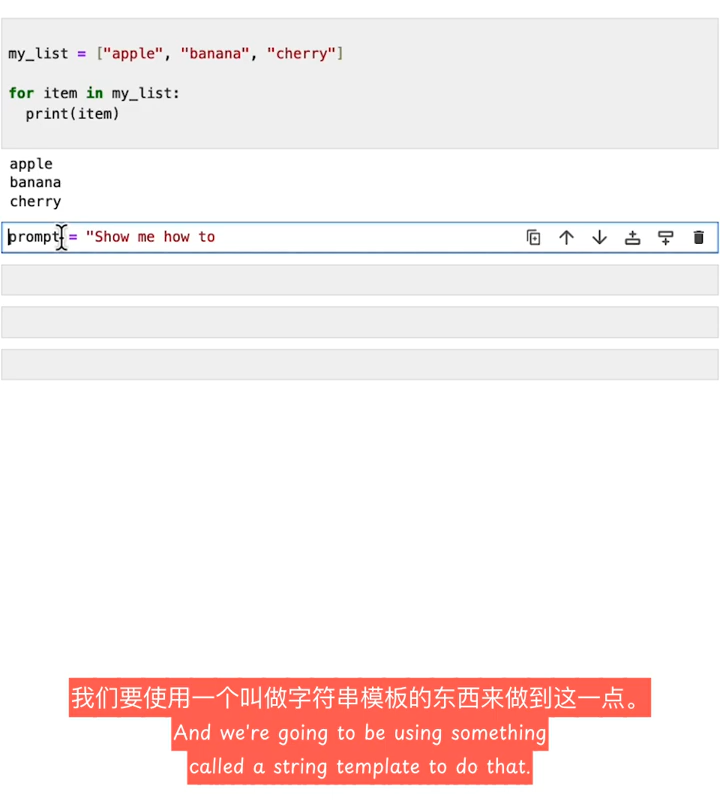 my_list = ["apple", "banana", "cherry"]
for item in my_list:
  print(item)
apple
banana
cherry
prompt = "Show me how to
我们要使用一个叫做字符串模板的东西来做到这一点。
And we're going to be using something
called a string template to do that.